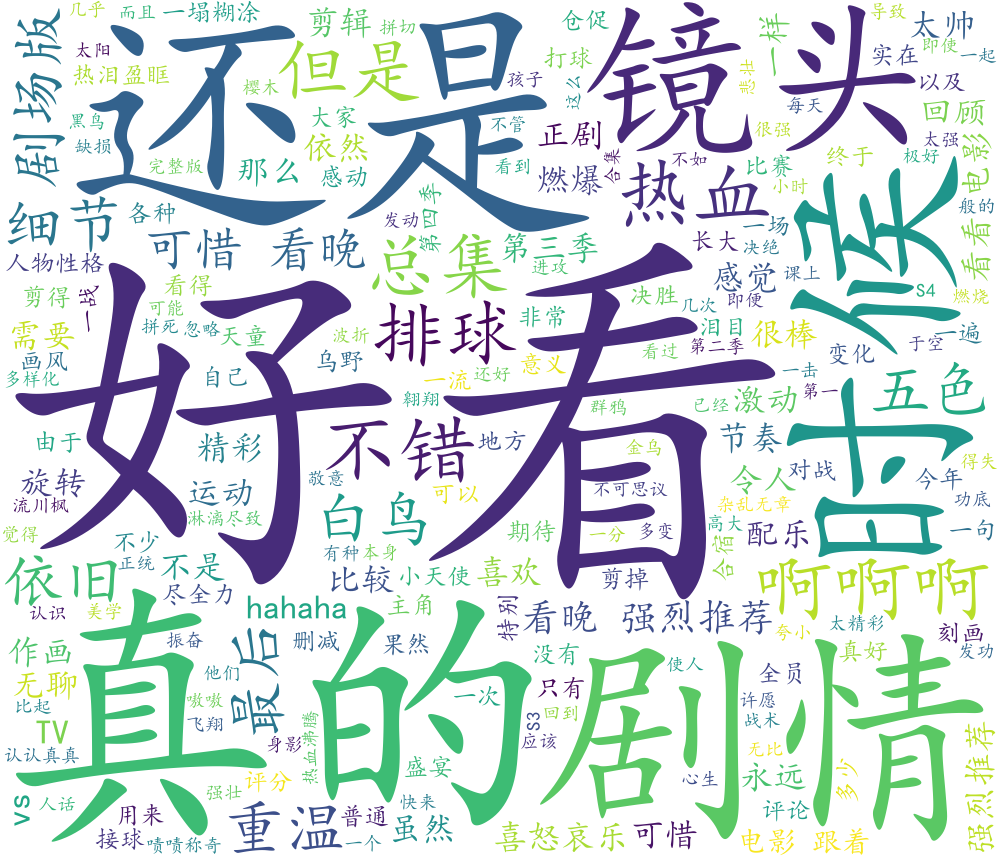 几乎 而且 一塌糊涂 剪辑 拼切 仓促 导致
剧场版 太阳 还是 但是 镜头 打球 一样 太帅
热泪盈眶 樱木 孩子 这么 实在 即使 一起
黑鸟 大家 不管 正剧 悲壮 每天 以及
缺损 依然 很强 回顾 太强
完整版 那么 感动 看到 燃爆 合集 不如 比赛 终于 极好 电影
细节 各种 发动 第四季 热血 小时 般的
可惜 看晚 总集 第三季 长大 一场 时候 看看
人物性格 进攻 感觉 决绝 课上
剪得 一战 看得 决胜 几次 即便 S4 燃烧
需要 可能 排球 非常 泪目 很棒
画风 拼死 忽略 天童 波折 乌野 意义 看过 第二季 变化 于空 一遍
多样化 自己 一流 还好 一击
好看 翱翔 群鸦 已经 激动 第一 五色
由于 精彩 不错 地方 节奏
旋转 敬意 金乌 令人 对战 今年 得失
流川枫 运动 白鸟 可以 不可思议 杂乱无章 功底
淋漓尽致 期待 一分 多变 高大 配乐 一句
觉得 不少 正统 不是 有种 本身 合宿
依旧 尽全力 比较 小天使 喜欢 剪掉 啊啊啊
认识 美学 hahaha 主角 特别 看晚 强烈推荐 夸小 太精彩
作画 振奋 最后 删减 果然 刻画
无聊 他们 没有 使人 全员 真好 发功
比起 真的 嗷嗷 一次 只有 剧情 许愿
TV 飞翔 S3 回到 战术
认认真真 身影 热血沸腾 应该 无比
vs 人话 强壮 评分 盛宴 心生 永远 多少 强烈推荐
用来 重温 普通 快来 评论
接球 啧啧称奇 一个 虽然 喜怒哀乐 可惜 电影 跟着